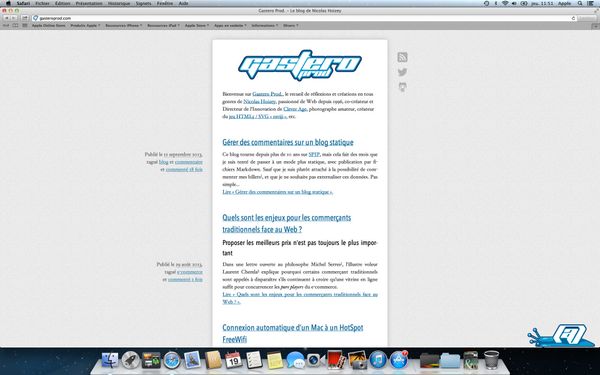 Safari Fichier Édition Présentation Historique Signets Fenêtre Aide
jeu. 11:51 Apple
Gastero Prod. – Le blog de Nicolas Hoizey
gasteroprod.com
Apple Online Store Produits Apple Ressources iPhone Ressources iPad Apps en vedette Informations Divers
gastero
prod
Bienvenue sur Gastero Prod., le recueil de réflexions et créations en tous
genres de Nicolas Hoizey, passionné de Web depuis 1996, co-créateur et
Directeur de l'Innovation de Clever Age, photographe amateur, créateur
du jeu HTML5 / SVG « esviji », etc.
Gérer des commentaires sur un blog statique
Publié le 11 septembre 2013,
tagué blog et commentaire
et commenté 18 fois
Ce blog tourne depuis plus de 10 ans sur SPIP, mais cela fait des mois que
je suis tenté de passer à un mode plus statique, avec publication par fi-
chiers Markdown. Sauf que je suis plutôt attaché à la possibilité de com-
menter mes billets, et que je ne souhaite pas externaliser ces données. Pas
simple…
Lire « Gérer des commentaires sur un blog statique ».
Quels sont les enjeux pour les commerçants
traditionnels face au Web ?
Proposer les meilleurs prix n'est pas toujours le plus impor-
tant
Publié le 29 août 2013,
tagué e-commerce
et commenté 2 fois
Dans une lettre ouverte au philosophe Michel Serres, l'illustre voleur
Laurent Chemla explique pourquoi certains commerçant traditionnels
sont appelés à disparaître s'ils continuent à croire qu'une vitrine en ligne
suffit pour concurrencer les pure players du e-commerce.
Lire « Quels sont les enjeux pour les commerçants traditionnels face au
Web ? ».
Connexion automatique d'un Mac à un HotSpot
FreeWifi
19